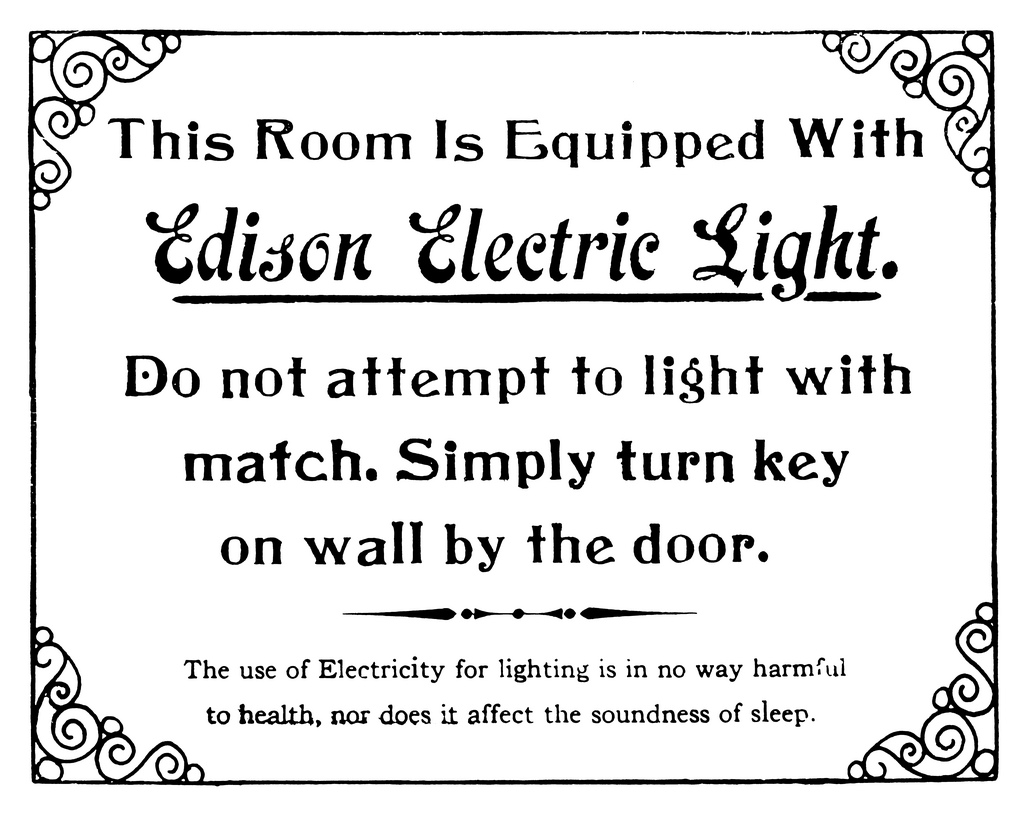 This Room Is Equipped With
Edison Electric Light.
Do not attempt to light with
match. Simply turn key
on wall by the door.
The use of Electricity for lighting is in no way harmful
to health, nor does it affect the soundness of sleep.